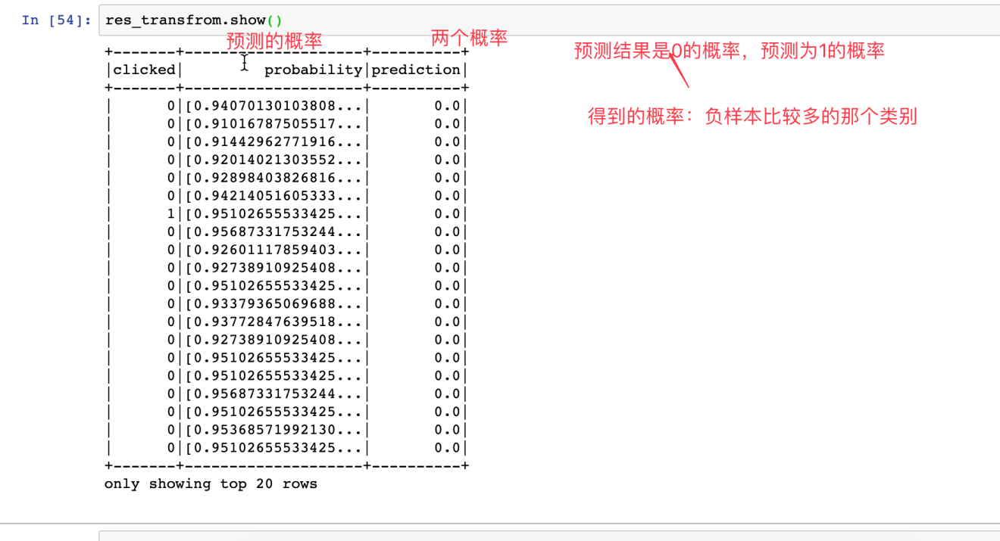 In [54]: res_transfrom.show()
预测的概率 两个概率 预测结果是0的概率，预测为1的概率
+-------+--------------------+----------+
|clicked| probability|prediction|
+-------+--------------------+----------+
得到的概率：负样本比较多的那个类别
| 0|[0.94070130103808...| 0.0|
| 0|[0.91016787505517...| 0.0|
| 0|[0.91442962771916...| 0.0|
| 0|[0.92014021303552...| 0.0|
| 0|[0.92898403826816...| 0.0|
| 0|[0.94214051605333...| 0.0|
| 1|[0.95102655533425...| 0.0|
| 0|[0.95687331753244...| 0.0|
| 0|[0.92601117859403...| 0.0|
| 0|[0.92738910925408...| 0.0|
| 0|[0.95102655533425...| 0.0|
| 0|[0.93379365069688...| 0.0|
| 0|[0.93772847639518...| 0.0|
| 0|[0.92738910925408...| 0.0|
| 0|[0.95102655533425...| 0.0|
| 0|[0.95102655533425...| 0.0|
| 0|[0.95687331753244...| 0.0|
| 0|[0.95102655533425...| 0.0|
| 0|[0.95368571992130...| 0.0|
| 0|[0.95102655533425...| 0.0|
+-------+--------------------+----------+
only showing top 20 rows